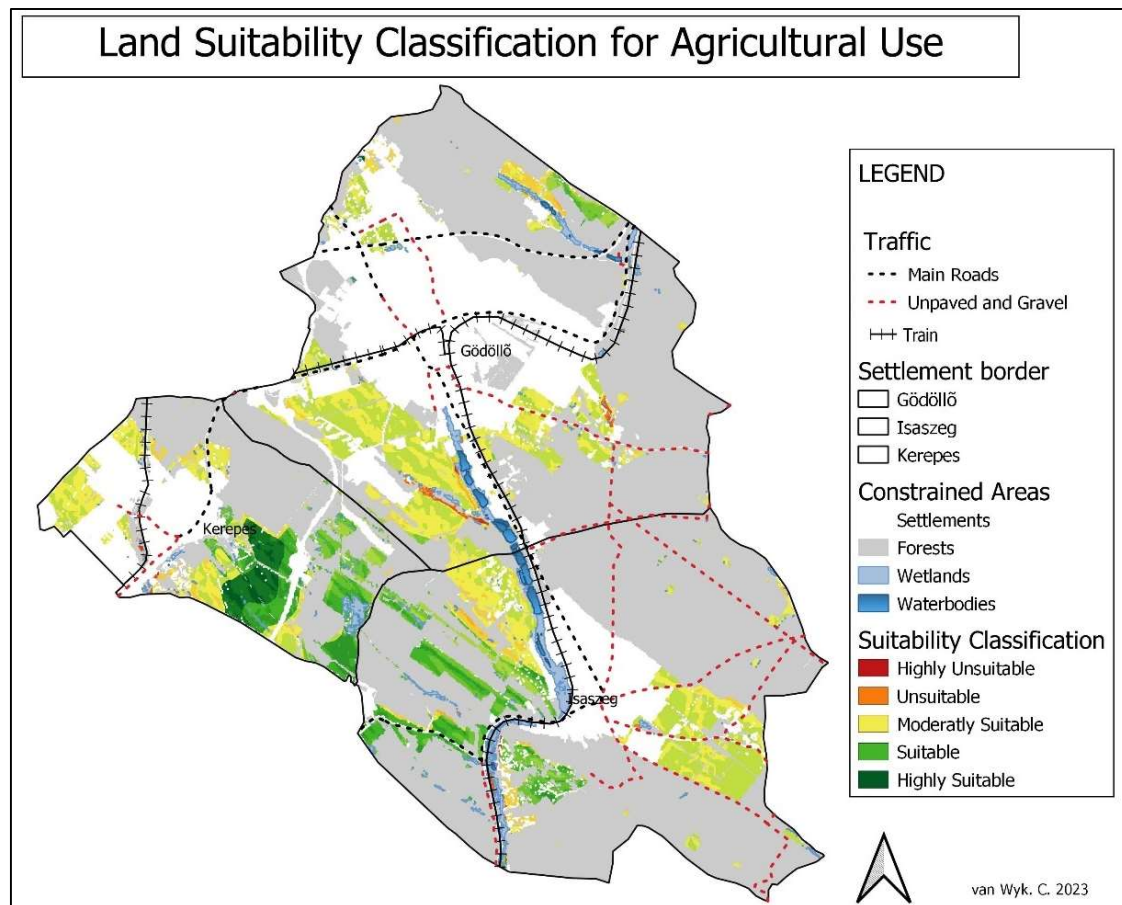 Land Suitability Classification for Agricultural Use
Gödöllõ
Kerepes
Isaszeg
LEGEND
Traffic
Main Roads
Unpaved and Gravel
Train
Settlement border
Gödöllõ
Isaszeg
Kerepes
Constrained Areas
Settlements
Forests
Wetlands
Waterbodies
Suitability Classification
Highly Unsuitable
Unsuitable
Moderatly Suitable
Suitable
Highly Suitable
van Wyk. C. 2023